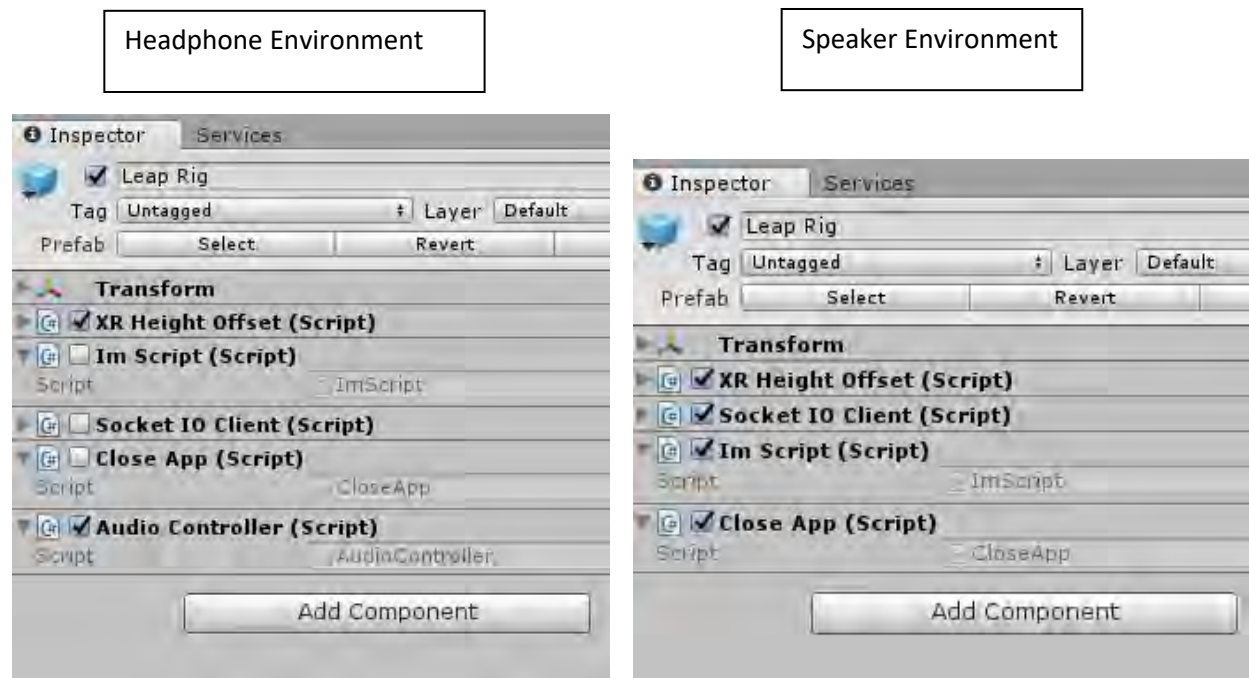 Headphone Environment
Speaker Environment
Inspector Services
Leap Rig
Tag Untagged Layer Default
Prefab Select Revert
Transform
XR Height Offset (Script)
Im Script (Script)
Script ImScript
Socket IO Client (Script)
Close App (Script)
Script CloseApp
Audio Controller (Script)
Script AudioController
Add Component
Inspector Services
Leap Rig
Tag Untagged Layer Default
Prefab Select Revert
Transform
XR Height Offset (Script)
Socket IO Client (Script)
Im Script (Script)
Script ImScript
Close App (Script)
Script CloseApp
Add Component